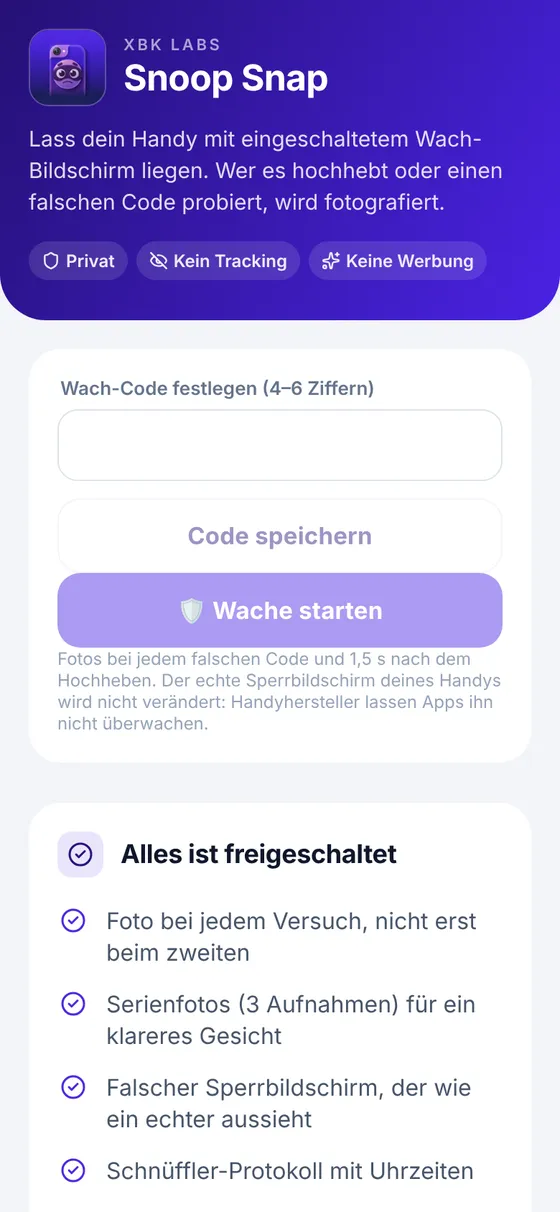 XBK LABS
Snoop Snap
Lass dein Handy mit eingeschaltetem Wach-
Bildschirm liegen. Wer es hochhebt oder einen
falschen Code probiert, wird fotografiert.
Privat
Kein Tracking
Keine Werbung
Wach-Code festlegen (4–6 Ziffern)
Code speichern
Wache starten
Fotos bei jedem falschen Code und 1,5 s nach dem
Hochheben. Der echte Sperrbildschirm deines Handys
wird nicht verändert: Handyhersteller lassen Apps ihn
nicht überwachen.
Alles ist freigeschaltet
Foto bei jedem Versuch, nicht erst
beim zweiten
Serienfotos (3 Aufnahmen) für ein
klareres Gesicht
Falscher Sperrbildschirm, der wie
ein echter aussieht
Schnüffler-Protokoll mit Uhrzeiten